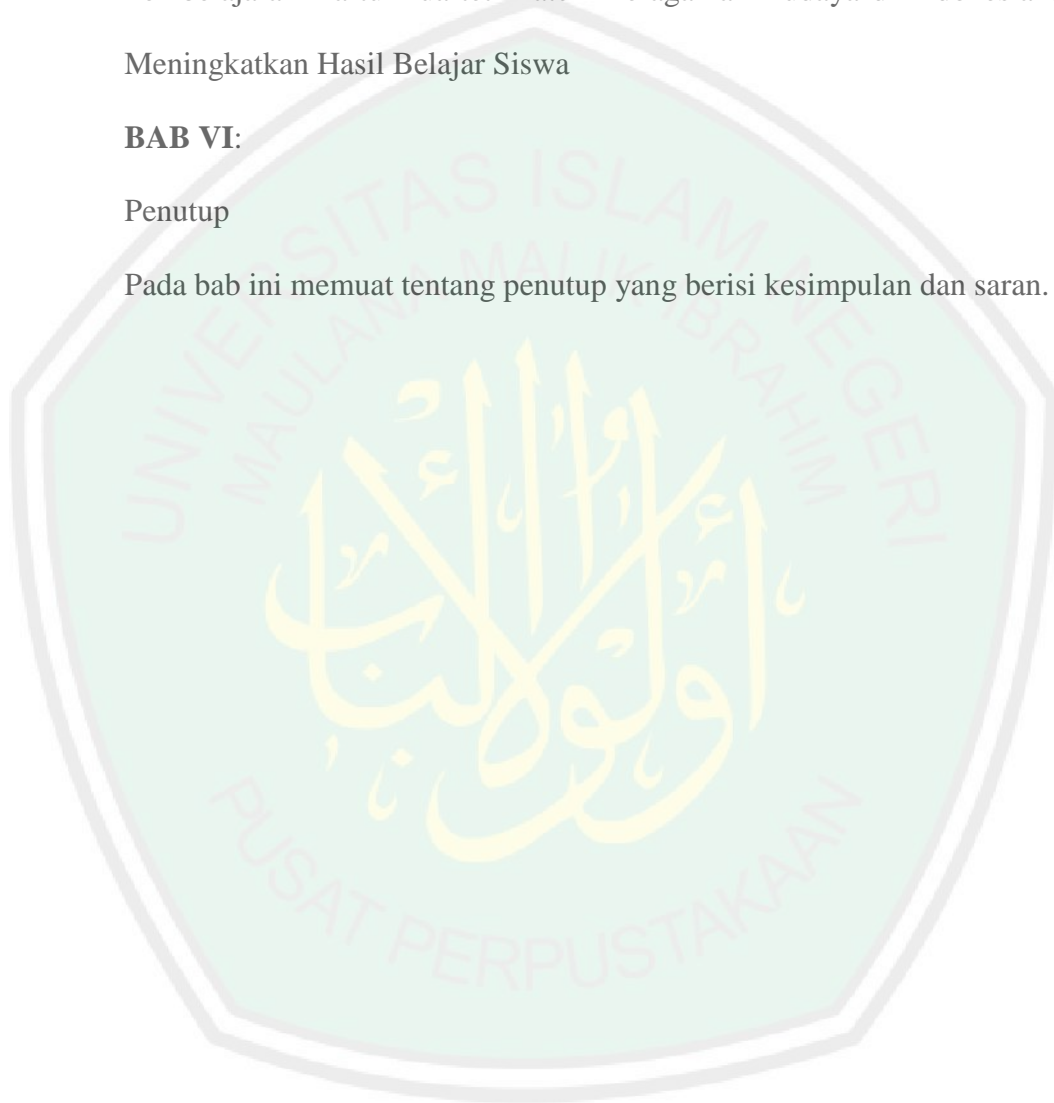 Meningkatkan Hasil Belajar Siswa
BAB VI:
Penutup
Pada bab ini memuat tentang penutup yang berisi kesimpulan dan saran.
UNIVERSITAS ISLAM NEGERI
MAULANA MALIK IBRAHIM
أولوا الألباب
PUSAT PERPUSTAKAAN